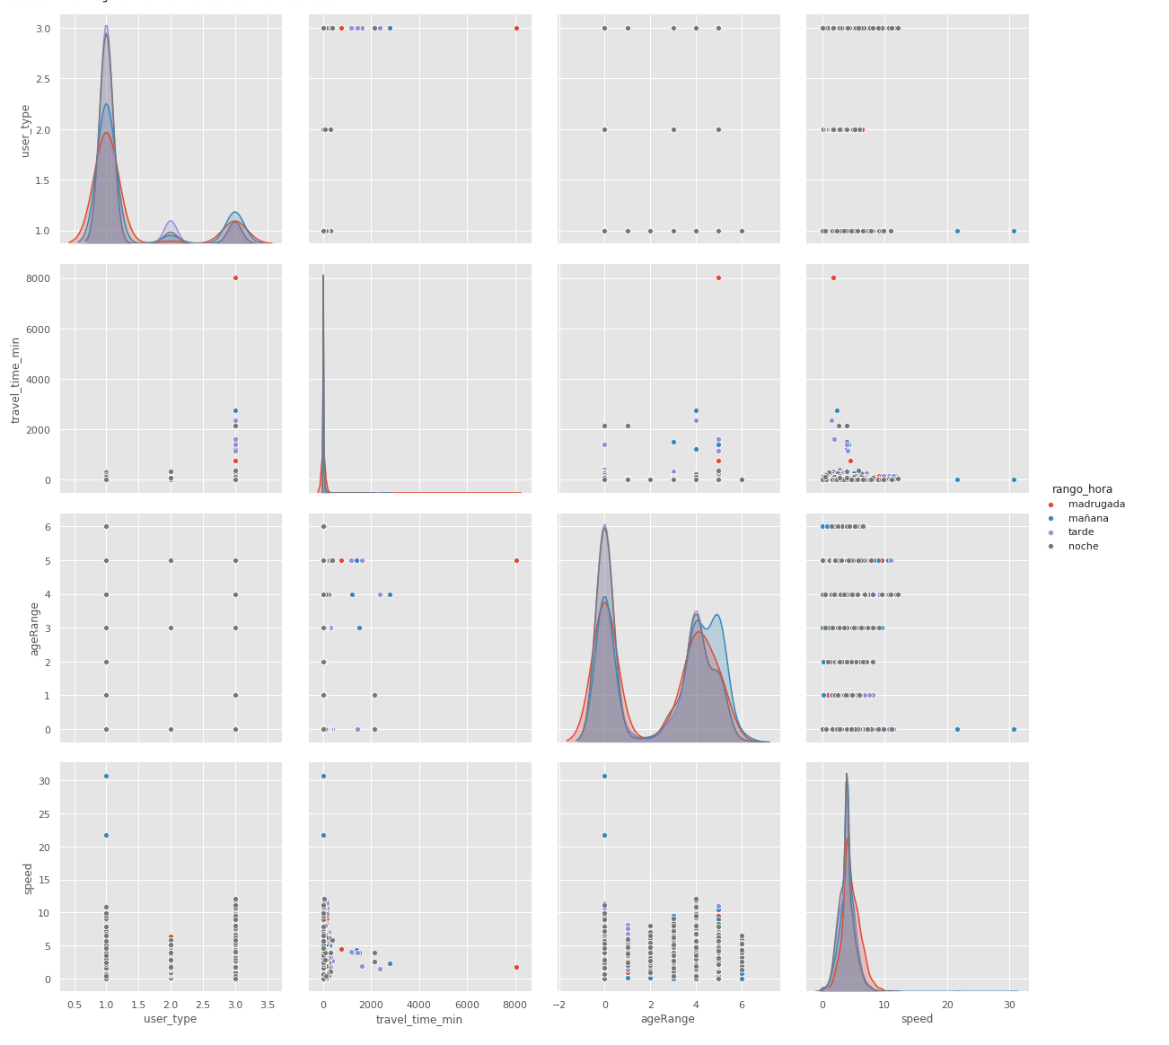 3.0
2.5
2.0
1.5
1.0
user_type
8000
6000
4000
2000
0
travel_time_min
rango_hora
madrugada
mañana
tarde
noche
6
5
4
3
2
1
0
ageRange
30
25
20
15
10
5
0
speed
0.5 1.0 1.5 2.0 2.5 3.0 3.5
0 2000 4000 6000 8000
−2 0 2 4 6
0 10 20 30
user_type travel_time_min ageRange speed